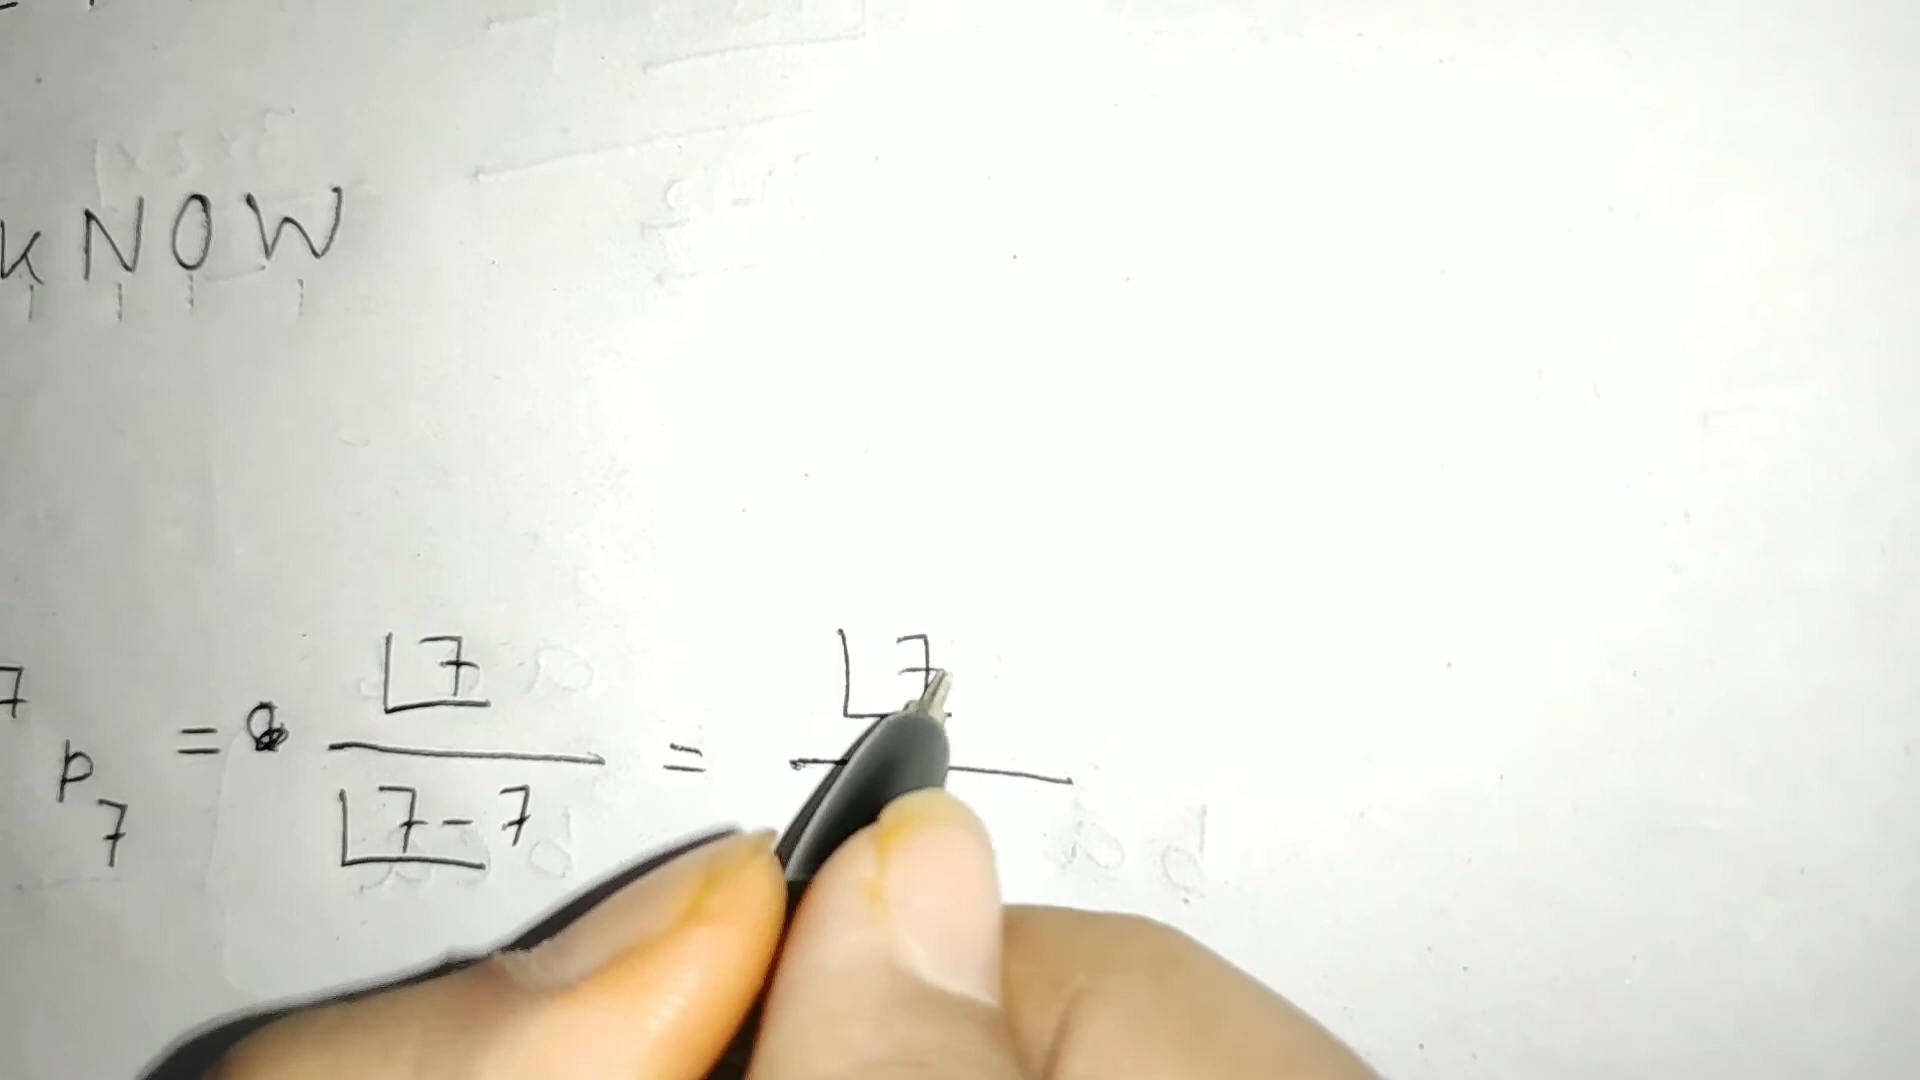 KNOW
⁷P₇ = |7 / |7-7 = |7 /